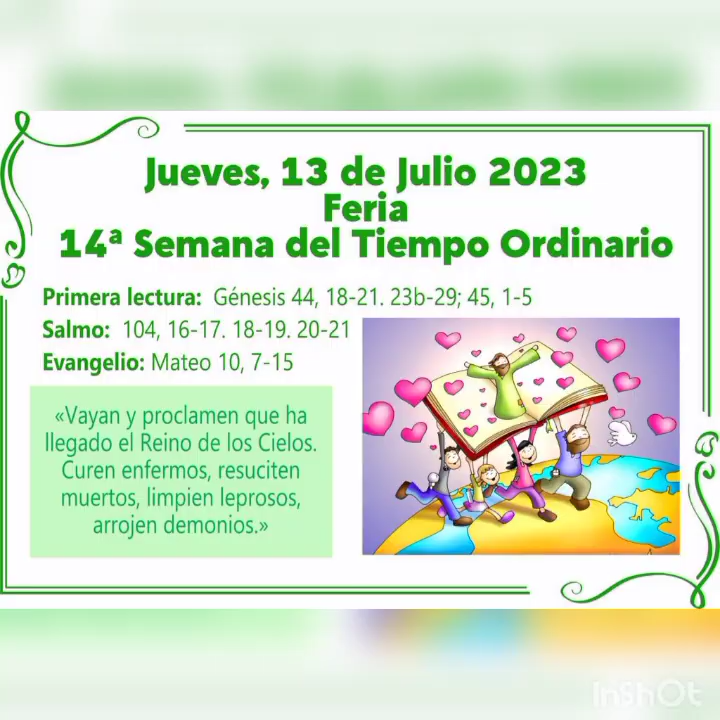 Jueves, 13 de Julio 2023
Feria
14ª Semana del Tiempo Ordinario
Primera lectura: Génesis 44, 18-21. 23b-29; 45, 1-5
Salmo: 104, 16-17. 18-19. 20-21
Evangelio: Mateo 10, 7-15
«Vayan y proclamen que ha
llegado el Reino de los Cielos.
Curen enfermos, resuciten
muertos, limpien leprosos,
arrojen demonios.»
InShOt